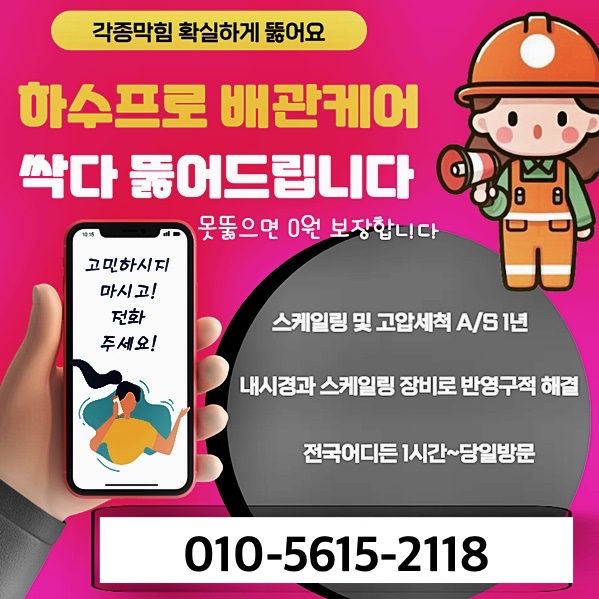 각종막힘 확실하게 뚫어요
하수프로 배관케어
싹다 뚫어드립니다
못뚫으면 0원 보장합니다
10:15
고민하시지
마시고!
전화
주세요!
스케일링 및 고압세척 A/S 1년
내시경과 스케일링 장비로 반영구적 해결
전국어디든 1시간~당일방문
010-5615-2118